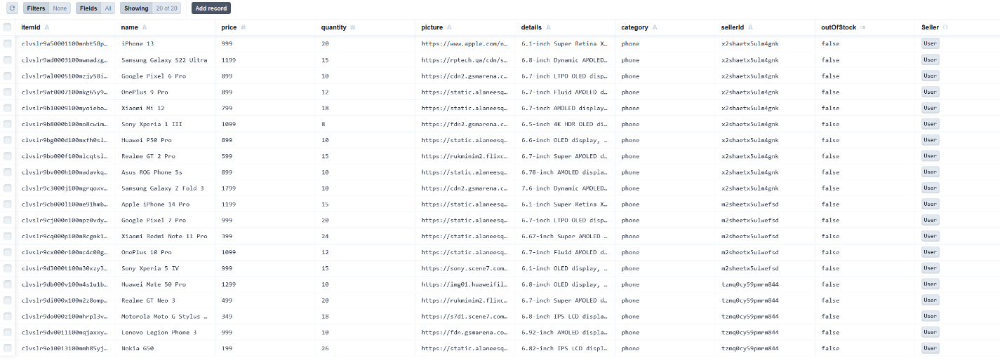 Filters None Fields All Showing 20 of 20 Add record
itemId A name A price # quantity # picture A details A category A sellerId A outOfStock Seller {}
clvslr9a50001100mnbt58p… iPhone 13 999 20 https://www.apple.com/n… 6.1-inch Super Retina X… phone x2shaetx5ulm4gnk false User
clvslr9ad0003100mwmadzg… Samsung Galaxy S22 Ultra 1199 15 https://rptech.qa/cdn/s… 6.8-inch Dynamic AMOLED… phone x2shaetx5ulm4gnk false User
clvslr9al0005100mzjy58i… Google Pixel 6 Pro 899 10 https://cdn2.gsmarena.c… 6.7-inch LTPO OLED disp… phone x2shaetx5ulm4gnk false User
clvslr9at0007100mkg65y9… OnePlus 9 Pro 899 12 https://static.alaneesq… 6.7-inch Fluid AMOLED d… phone x2shaetx5ulm4gnk false User
clvslr9b10009100myoiebo… Xiaomi Mi 12 799 18 https://static.alaneesq… 6.7-inch AMOLED display… phone x2shaetx5ulm4gnk false User
clvslr9b8000b100mo8cwim… Sony Xperia 1 III 1099 8 https://fdn2.gsmarena.c… 6.5-inch 4K HDR OLED di… phone x2shaetx5ulm4gnk false User
clvslr9bg000d100mxfh0sl… Huawei P50 Pro 899 10 https://static.alaneesq… 6.6-inch OLED display, … phone x2shaetx5ulm4gnk false User
clvslr9bo000f100mlcqtsl… Realme GT 2 Pro 599 15 https://rukminim2.flixc… 6.7-inch Super AMOLED d… phone x2shaetx5ulm4gnk false User
clvslr9bv000h100madavkq… Asus ROG Phone 5s 899 10 https://static.alaneesq… 6.78-inch AMOLED displa… phone x2shaetx5ulm4gnk false User
clvslr9c3000j100mgrqoxv… Samsung Galaxy Z Fold 3 1799 10 https://cdn2.gsmarena.c… 7.6-inch Dynamic AMOLED… phone x2shaetx5ulm4gnk false User
clvslr9cb000l100me91hmb… Apple iPhone 14 Pro 1199 15 https://static.alaneesq… 6.1-inch Super Retina X… phone m2sheetx5ulwefsd false User
clvslr9cj000n100mpz0vdy… Google Pixel 7 Pro 999 20 https://static.alaneesq… 6.7-inch LTPO OLED disp… phone m2sheetx5ulwefsd false User
clvslr9cq000p100m8cgnk1… Xiaomi Redmi Note 11 Pro 399 24 https://static.alaneesq… 6.67-inch Super AMOLED … phone m2sheetx5ulwefsd false User
clvslr9cx000r100mc4c00g… OnePlus 10 Pro 1099 12 https://static.alaneesq… 6.7-inch Fluid AMOLED d… phone m2sheetx5ulwefsd false User
clvslr9d3000t100m30xzy3… Sony Xperia 5 IV 999 15 https://sony.scene7.com… 6.1-inch OLED display, … phone m2sheetx5ulwefsd false User
clvslr9db000v100m4s1u1b… Huawei Mate 50 Pro 1299 10 https://img01.huaweifil… 6.8-inch OLED display, … phone tzmq0cy59pmrm844 false User
clvslr9di000x100m2z8omp… Realme GT Neo 3 499 20 https://rukminim2.flixc… 6.7-inch Super AMOLED d… phone tzmq0cy59pmrm844 false User
clvslr9do000z100mhrpl3v… Motorola Moto G Stylus … 349 18 https://s7d1.scene7.com… 6.8-inch IPS LCD displa… phone tzmq0cy59pmrm844 false User
clvslr9dv0011100mqjaxxy… Lenovo Legion Phone 3 999 10 https://fdn.gsmarena.co… 6.92-inch AMOLED displa… phone tzmq0cy59pmrm844 false User
clvslr9e10013100mmh85yj… Nokia G50 199 26 https://static.alaneesq… 6.82-inch IPS LCD displ… phone tzmq0cy59pmrm844 false User